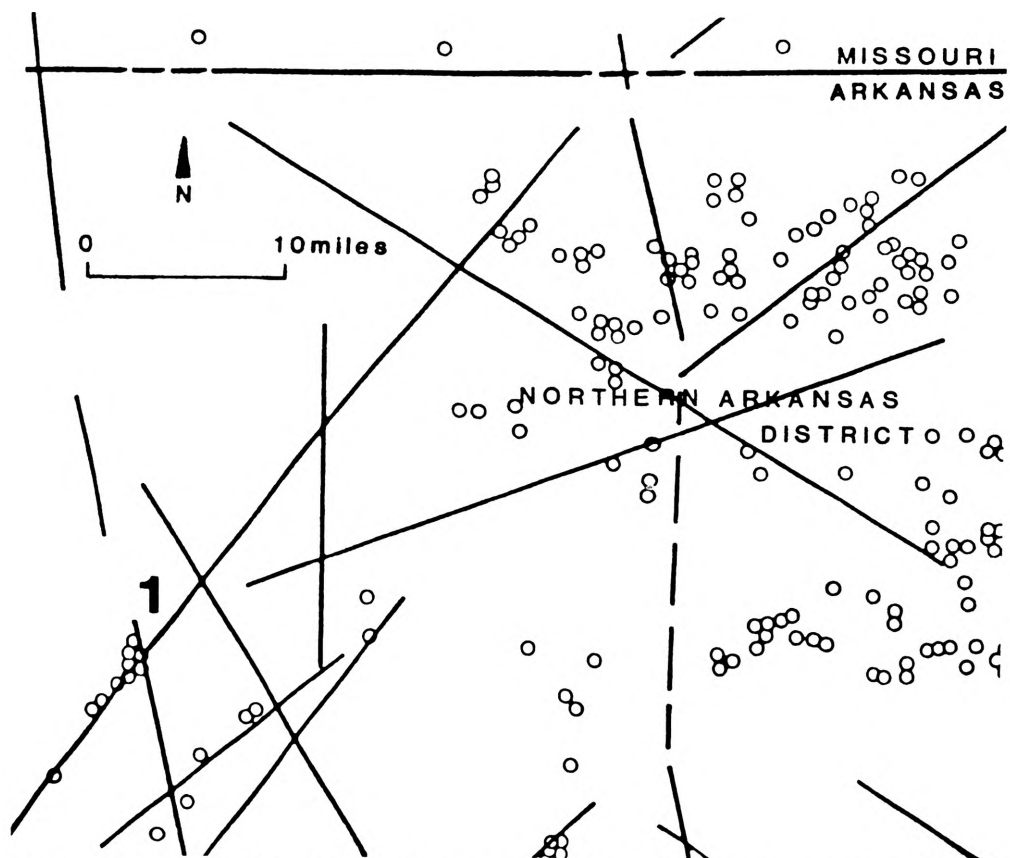 MISSOURI
ARKANSAS
N
0 10miles
NORTHERN ARKANSAS
DISTRICT
1